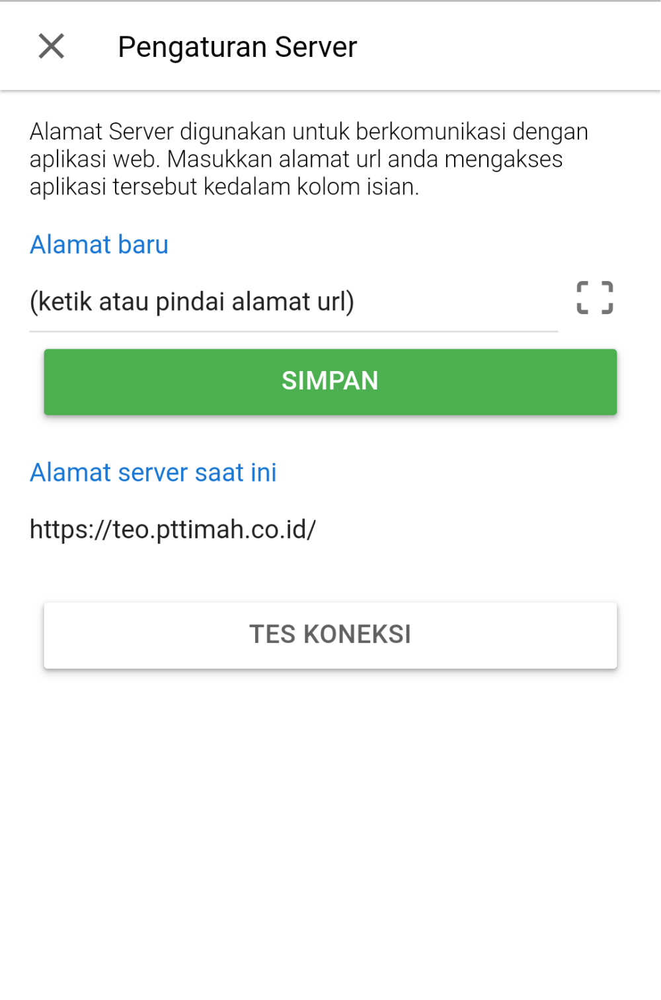 Pengaturan Server
Alamat Server digunakan untuk berkomunikasi dengan
aplikasi web. Masukkan alamat url anda mengakses
aplikasi tersebut kedalam kolom isian.
Alamat baru
(ketik atau pindai alamat url)
SIMPAN
Alamat server saat ini
https://teo.pttimah.co.id/
TES KONEKSI